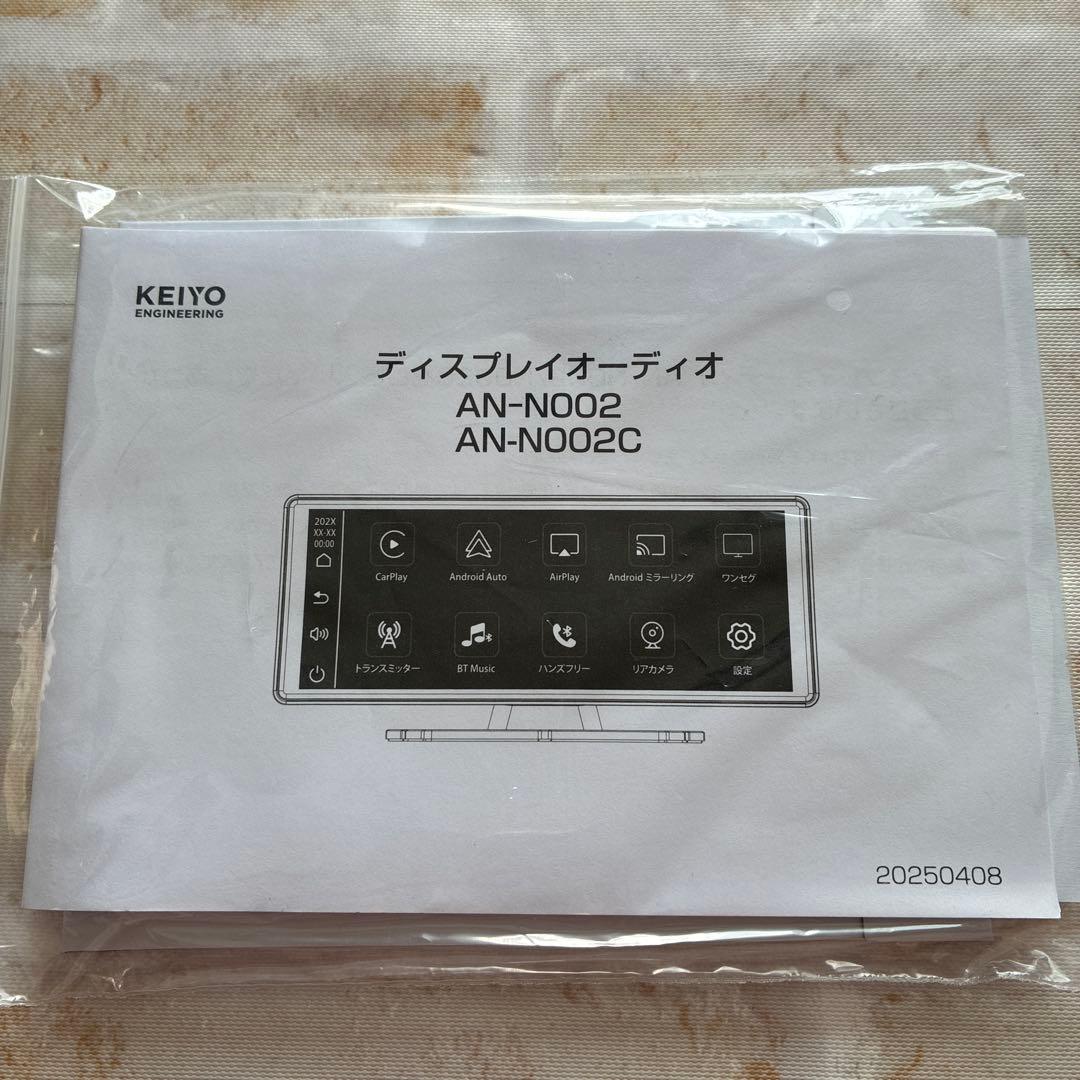 KEIYO
ENGINEERING
ディスプレイオーディオ
AN-N002
AN-N002C
202X
XX-XX
00:00
CarPlay
Android Auto
AirPlay
Android ミラーリング
ワンセグ
トランスミッター
BT Music
ハンズフリー
リアカメラ
設定
20250408